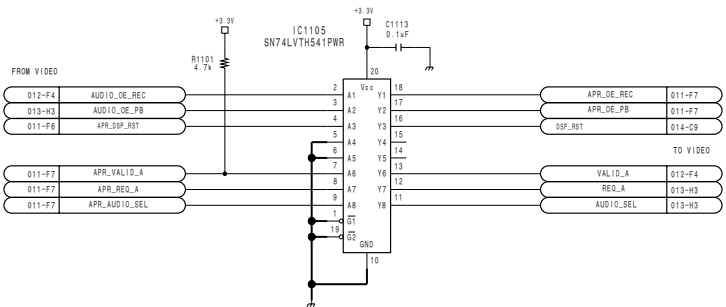 +3.3V
+3.3V
IC1105
SN74LVTH541PWR
C1113
0.1uF
R1101
4.7k
FROM VIDEO
20
Vcc
012-F4 AUDIO_OE_REC 2 A1 Y1 18 APR_OE_REC 011-F7
013-H3 AUDIO_OE_PB 3 A2 Y2 17 APR_OE_PB 011-F7
011-F6 APR_DSP_RST 4 A3 Y3 16 DSP_RST 014-C9
5 A4 Y4 15
TO VIDEO
6 A5 Y5 14
011-F7 APR_VALID_A 7 A6 Y6 13 VALID_A 012-F4
011-F7 APR_REQ_A 8 A7 Y7 12 REQ_A 013-H3
011-F7 APR_AUDIO_SEL 9 A8 Y8 11 AUDIO_SEL 013-H3
1 G1
19 G2
GND
10